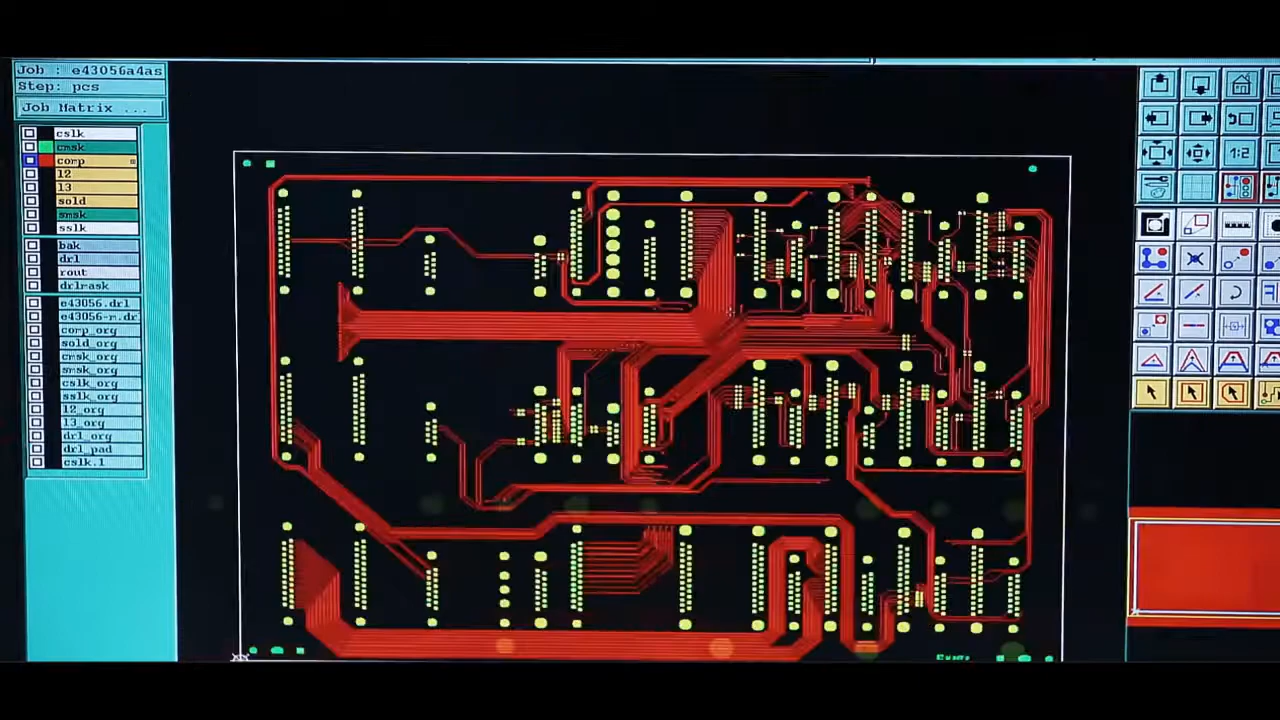 Job : e43056a4as
Step: pcs
Job Matrix ...
cslk
cmsk
comp
l2
l3
sold
smsk
sslk
bak
drl
rout
drlmask
e43056.drl
e43056-m.dr
comp_org
sold_org
cmsk_org
smsk_org
cslk_org
sslk_org
l2_org
l3_org
drl_org
drl_pad
cslk.1
1:2